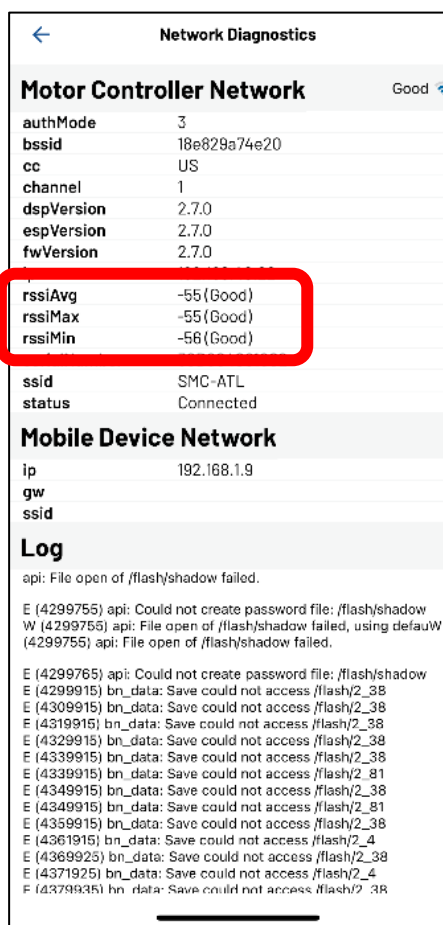 Network Diagnostics
Motor Controller Network Good
authMode 3
bssid 18e829a74e20
cc US
channel 1
dspVersion 2.7.0
espVersion 2.7.0
fwVersion 2.7.0
rssiAvg -55(Good)
rssiMax -55(Good)
rssiMin -56(Good)
ssid SMC-ATL
status Connected
Mobile Device Network
ip 192.168.1.9
gw
ssid
Log
api: File open of /flash/shadow failed.
E (4299755) api: Could not create password file: /flash/shadow
W (4299755) api: File open of /flash/shadow failed, using defauW
(4299755) api: File open of /flash/shadow failed.
E (4299765) api: Could not create password file: /flash/shadow
E (4299915) bn_data: Save could not access /flash/2_38
E (4309915) bn_data: Save could not access /flash/2_38
E (4319915) bn_data: Save could not access /flash/2_38
E (4329915) bn_data: Save could not access /flash/2_38
E (4339915) bn_data: Save could not access /flash/2_38
E (4339915) bn_data: Save could not access /flash/2_81
E (4349915) bn_data: Save could not access /flash/2_38
E (4349915) bn_data: Save could not access /flash/2_81
E (4359915) bn_data: Save could not access /flash/2_38
E (4361915) bn_data: Save could not access /flash/2_4
E (4369925) bn_data: Save could not access /flash/2_38
E (4371925) bn_data: Save could not access /flash/2_4
E (4379935) bn_data: Save could not access /flash/2_38